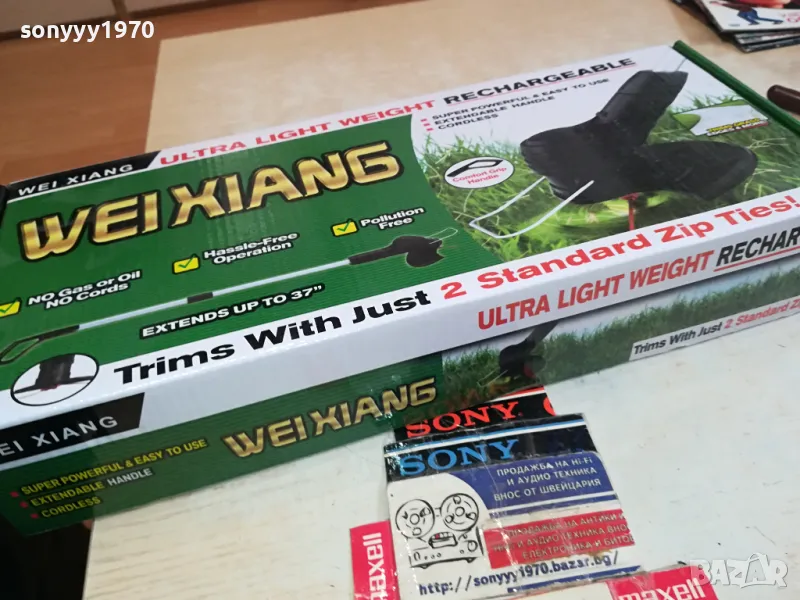 sonyyy1970
WEI XIANG
ULTRA LIGHT WEIGHT RECHARGEABLE
SUPER POWERFUL & EASY TO USE
EXTENDABLE HANDLE
CORDLESS
WEI XIANG
Comfort Grip
Handle
No Gas or Oil
NO Cords
Hassle-Free
Operation
Pollution
Free
EXTENDS UP TO 37"
Trims With Just 2 Standard Zip Ties!
ULTRA LIGHT WEIGHT RECHAR
Trims With Just 2 Standard Z
EI XIANG
SUPER POWERFUL & EASY TO USE
EXTENDABLE HANDLE
CORDLESS
WEI XIANG
SONY
SONY
ПРОДАЖБА НА HI-FI
И АУДИО ТЕХНИКА
ВНОС ОТ ШВЕЙЦАРИЯ
http://sonyyy1970.bazar.bg/
maxell
maxell
BAZAR
bg